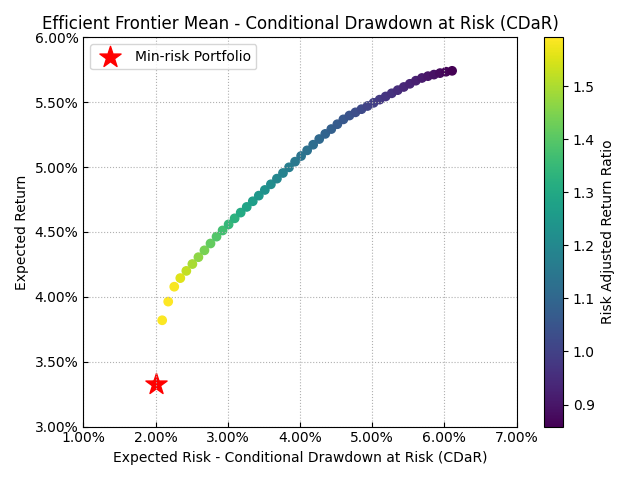 Efficient Frontier Mean - Conditional Drawdown at Risk (CDaR)
Min-risk Portfolio
6.00%
5.50%
5.00%
4.50%
4.00%
3.50%
3.00%
Expected Return
1.00% 2.00% 3.00% 4.00% 5.00% 6.00% 7.00%
Expected Risk - Conditional Drawdown at Risk (CDaR)
1.5
1.4
1.3
1.2
1.1
1.0
0.9
Risk Adjusted Return Ratio